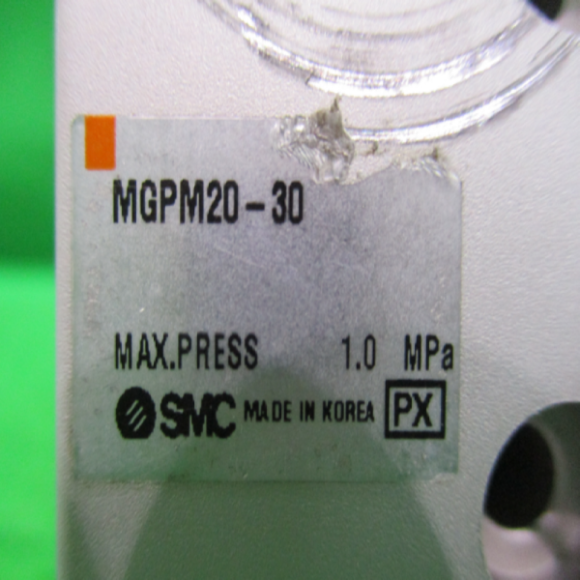 MGPM20-30
MAX.PRESS 1.0 MPa
SMC MADE IN KOREA PX